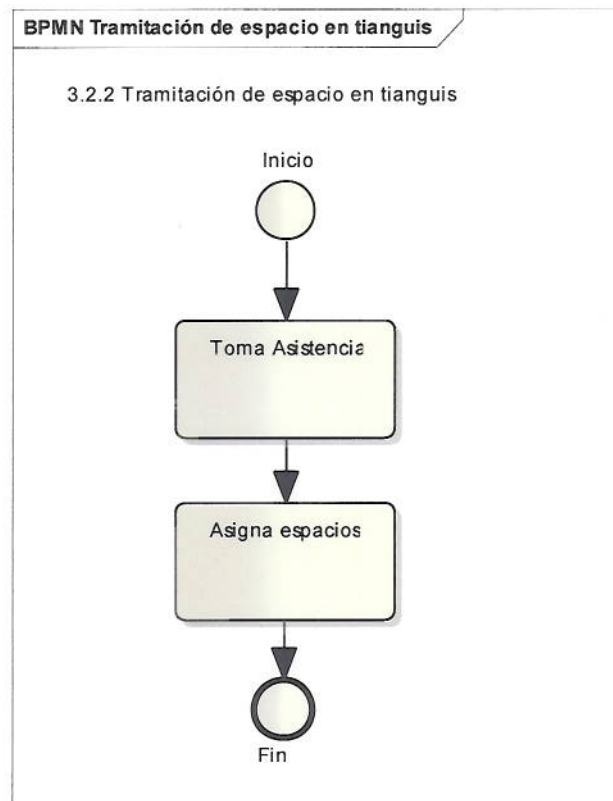 BPMN Tramitación de espacio en tianguis
3.2.2 Tramitación de espacio en tianguis
Inicio
Toma Asistencia
Asigna espacios
Fin